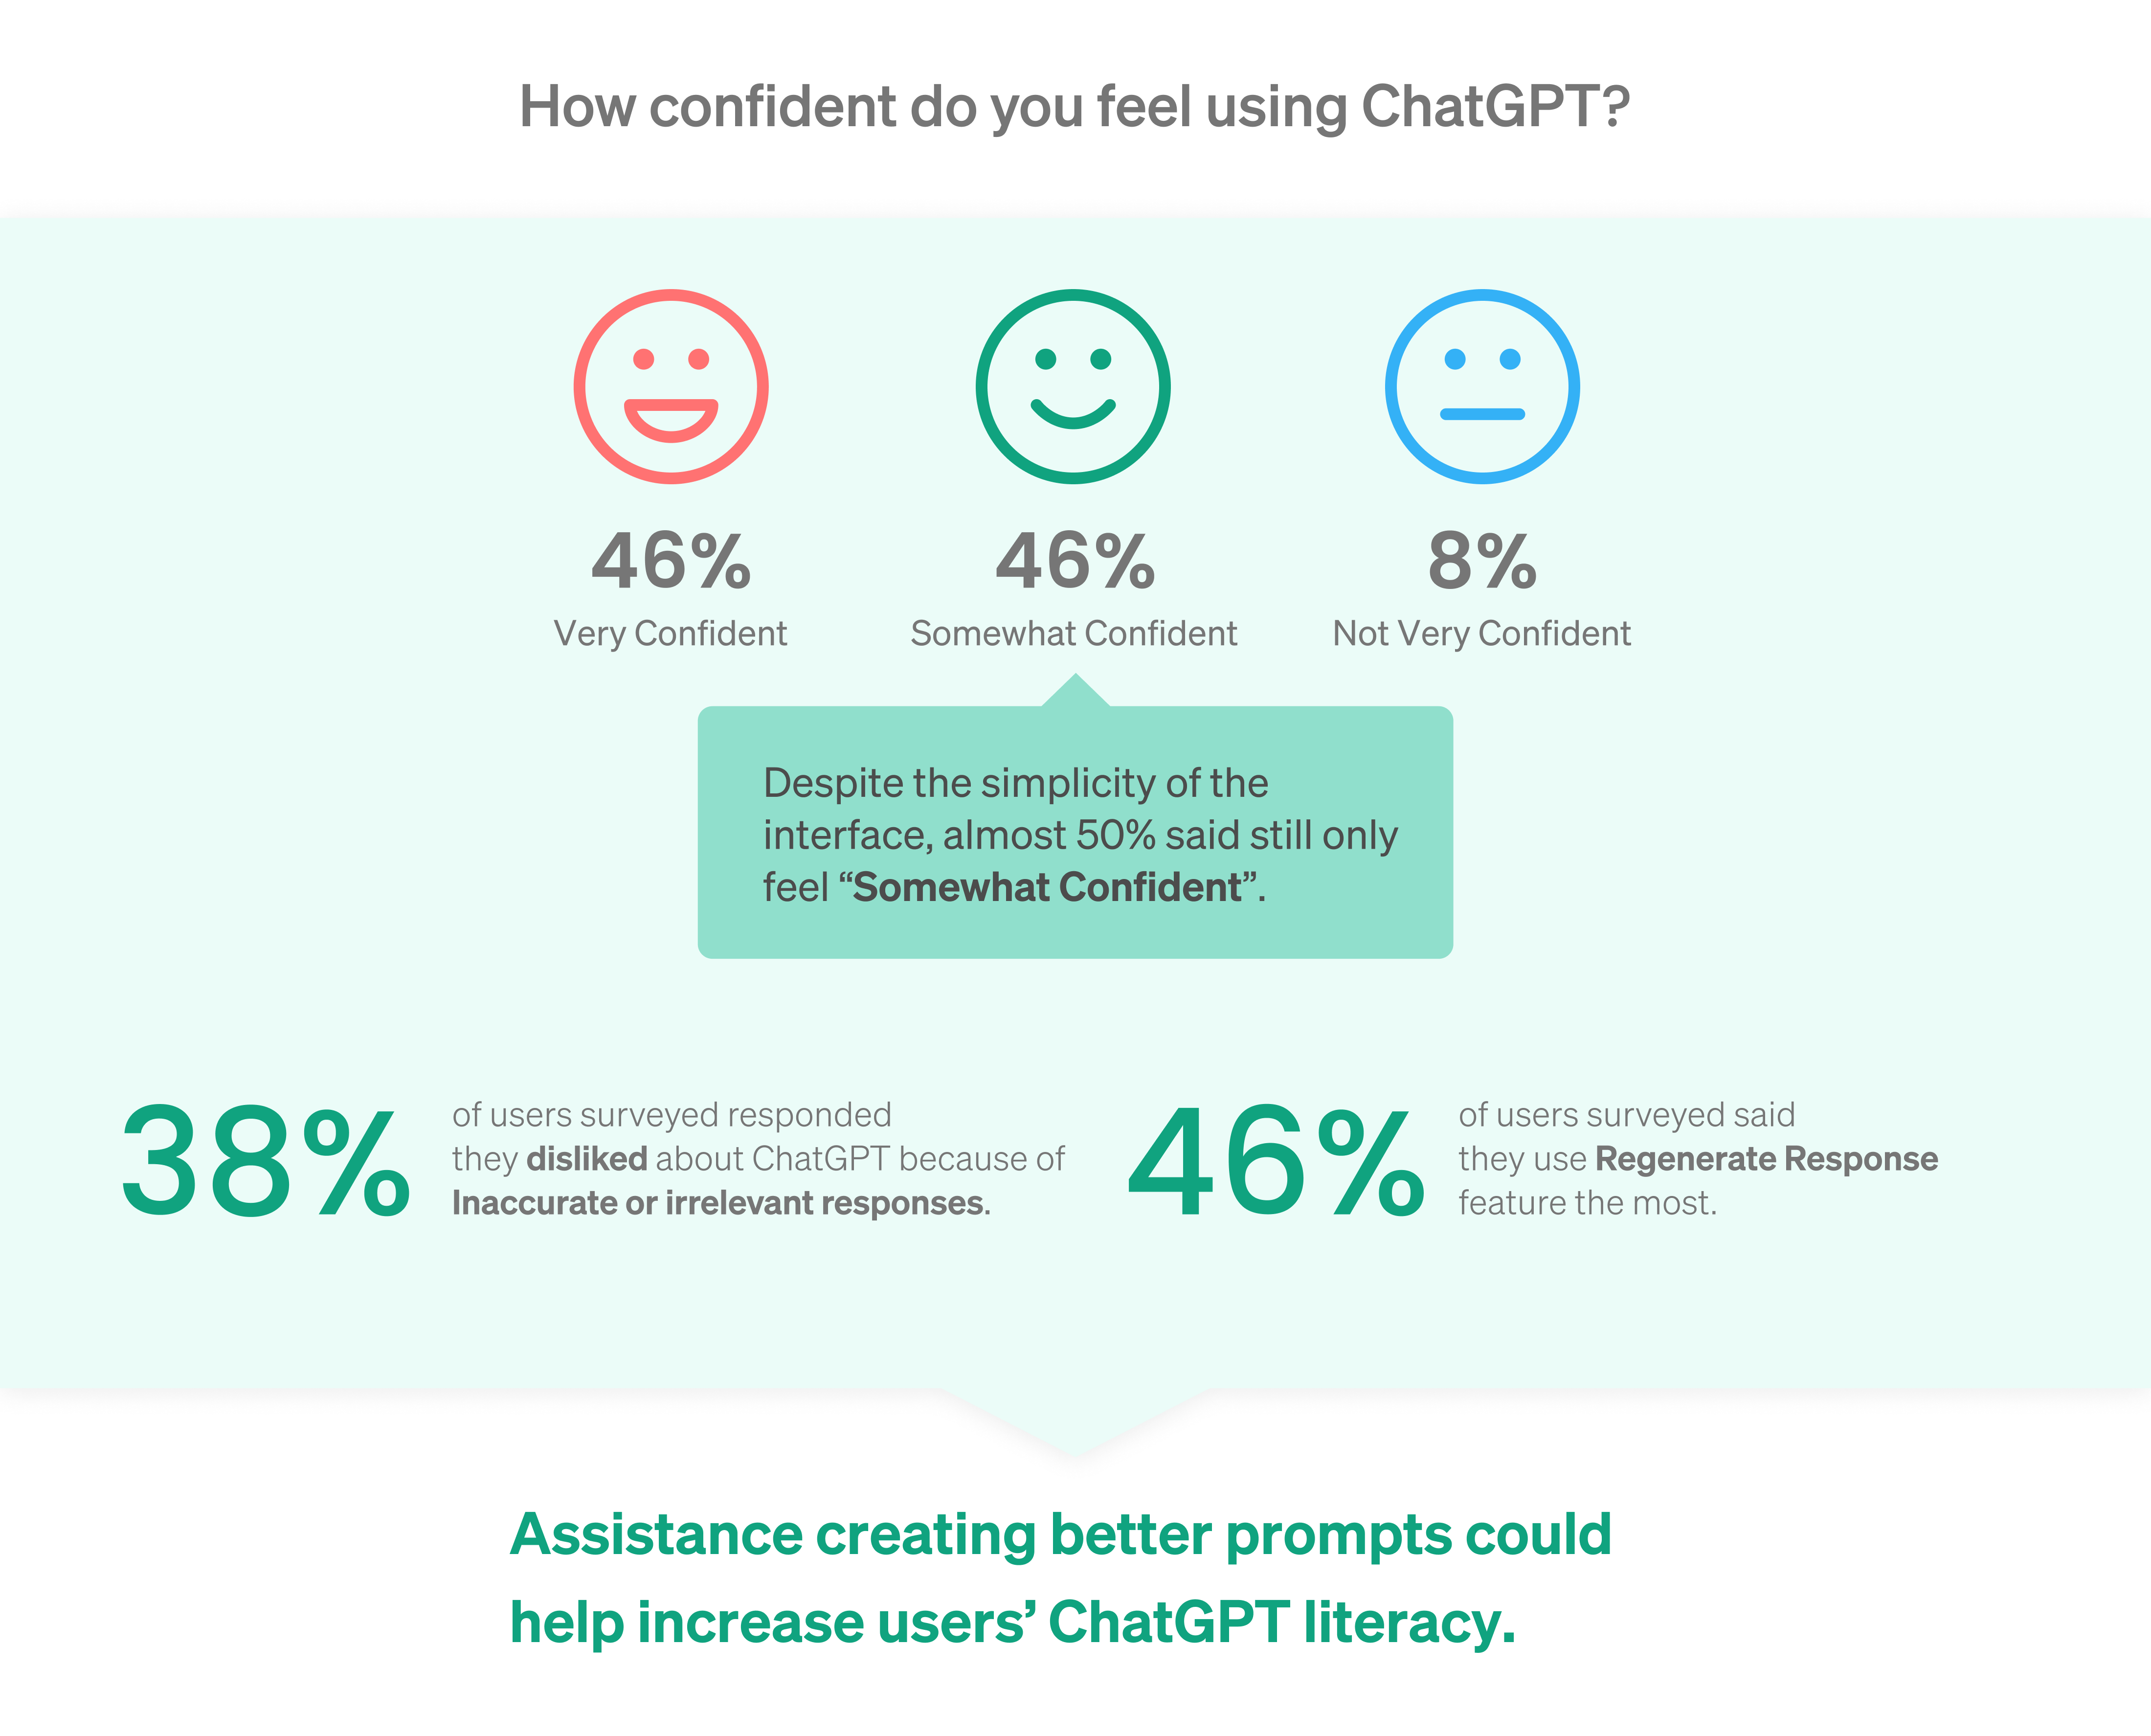 How confident do you feel using ChatGPT?
46%
Very Confident
46%
Somewhat Confident
8%
Not Very Confident
Despite the simplicity of the
interface, almost 50% said still only
feel “Somewhat Confident”.
38%
of users surveyed responded
they disliked about ChatGPT because of
Inaccurate or irrelevant responses.
46%
of users surveyed said
they use Regenerate Response
feature the most.
Assistance creating better prompts could
help increase users’ ChatGPT literacy.